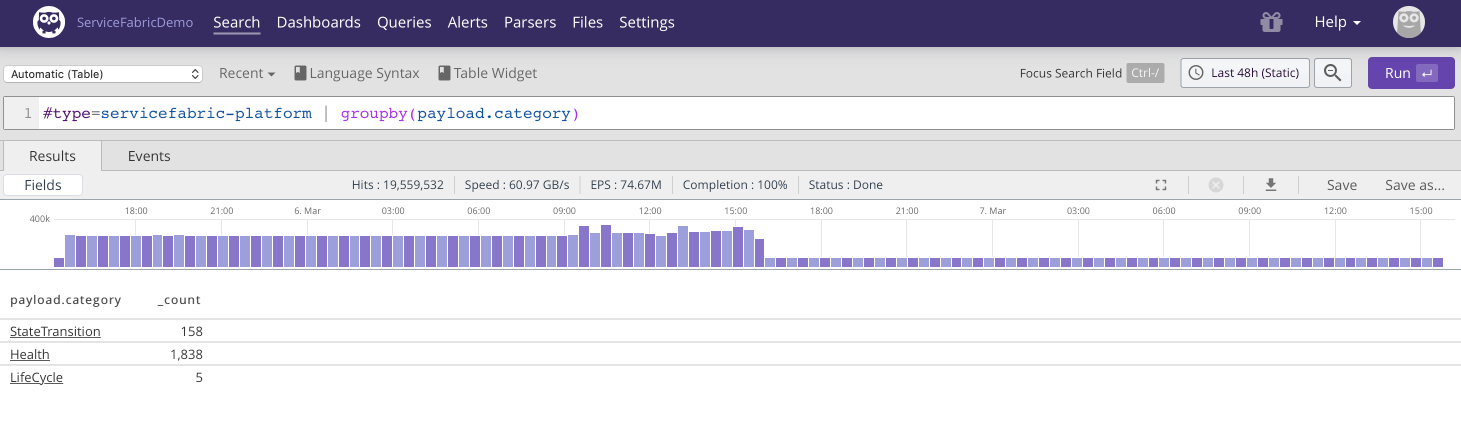 ServiceFabricDemo Search Dashboards Queries Alerts Parsers Files Settings Help
Automatic (Table) Recent Language Syntax Table Widget Focus Search Field Ctrl-/ Last 48h (Static) Run
1 #type=servicefabric-platform | groupby(payload.category)
Results Events
Fields Hits : 19,559,532 Speed : 60.97 GB/s EPS : 74.67M Completion : 100% Status : Done Save Save as...
18:00 21:00 6. Mar 03:00 06:00 09:00 12:00 15:00 18:00 21:00 7. Mar 03:00 06:00 09:00 12:00 15:00
400k
payload.category _count
StateTransition 158
Health 1,838
LifeCycle 5